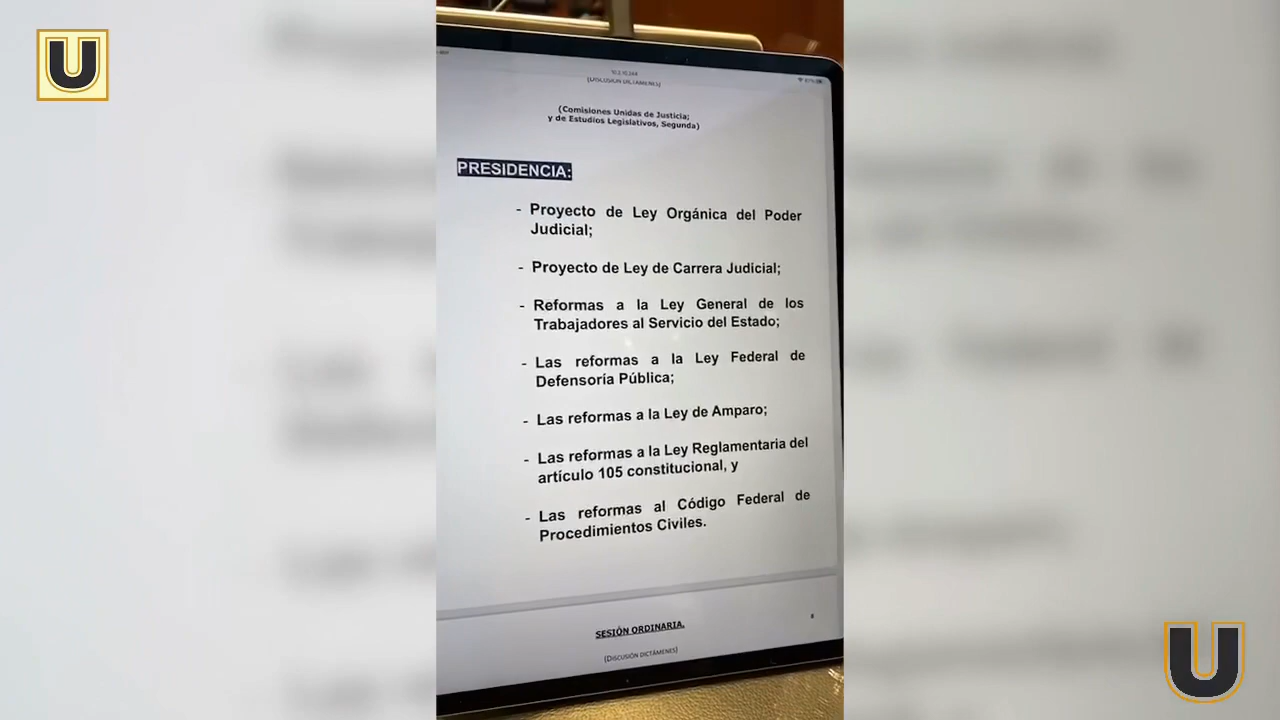 U
(DISCUSIÓN DICTÁMENES)
(Comisiones Unidas de Justicia;
y de Estudios Legislativos, Segunda)
PRESIDENCIA:
- Proyecto de Ley Orgánica del Poder
Judicial;
- Proyecto de Ley de Carrera Judicial;
- Reformas a la Ley General de los
Trabajadores al Servicio del Estado;
- Las reformas a la Ley Federal de
Defensoría Pública;
- Las reformas a la Ley de Amparo;
- Las reformas a la Ley Reglamentaria del
artículo 105 constitucional, y
- Las reformas al Código Federal de
Procedimientos Civiles.
SESIÓN ORDINARIA.
(DISCUSIÓN DICTÁMENES)
U